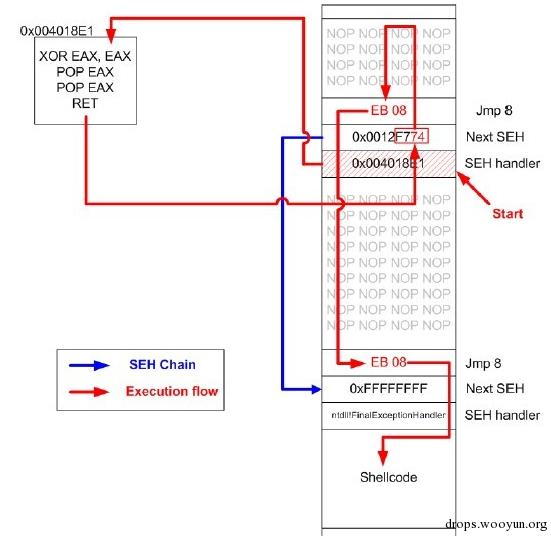 0x004018E1
XOR EAX, EAX
POP EAX
POP EAX
RET
NOP NOP NOP NOP
NOP NOP NOP NOP
NOP NOP NOP NOP
NOP NOP NOP NOP
EB 08 Jmp 8
0x0012F774 Next SEH
0x004018E1 SEH handler
Start
NOP NOP NOP NOP
NOP NOP NOP NOP
NOP NOP NOP NOP
NOP NOP NOP NOP
NOP NOP NOP NOP
NOP NOP NOP NOP
NOP NOP NOP NOP
NOP NOP NOP NOP
NOP NOP NOP NOP
EB 08 Jmp 8
0xFFFFFFFF Next SEH
ntdll!FinalExceptionHandler SEH handler
Shellcode
SEH Chain
Execution flow
drops.wooyun.org